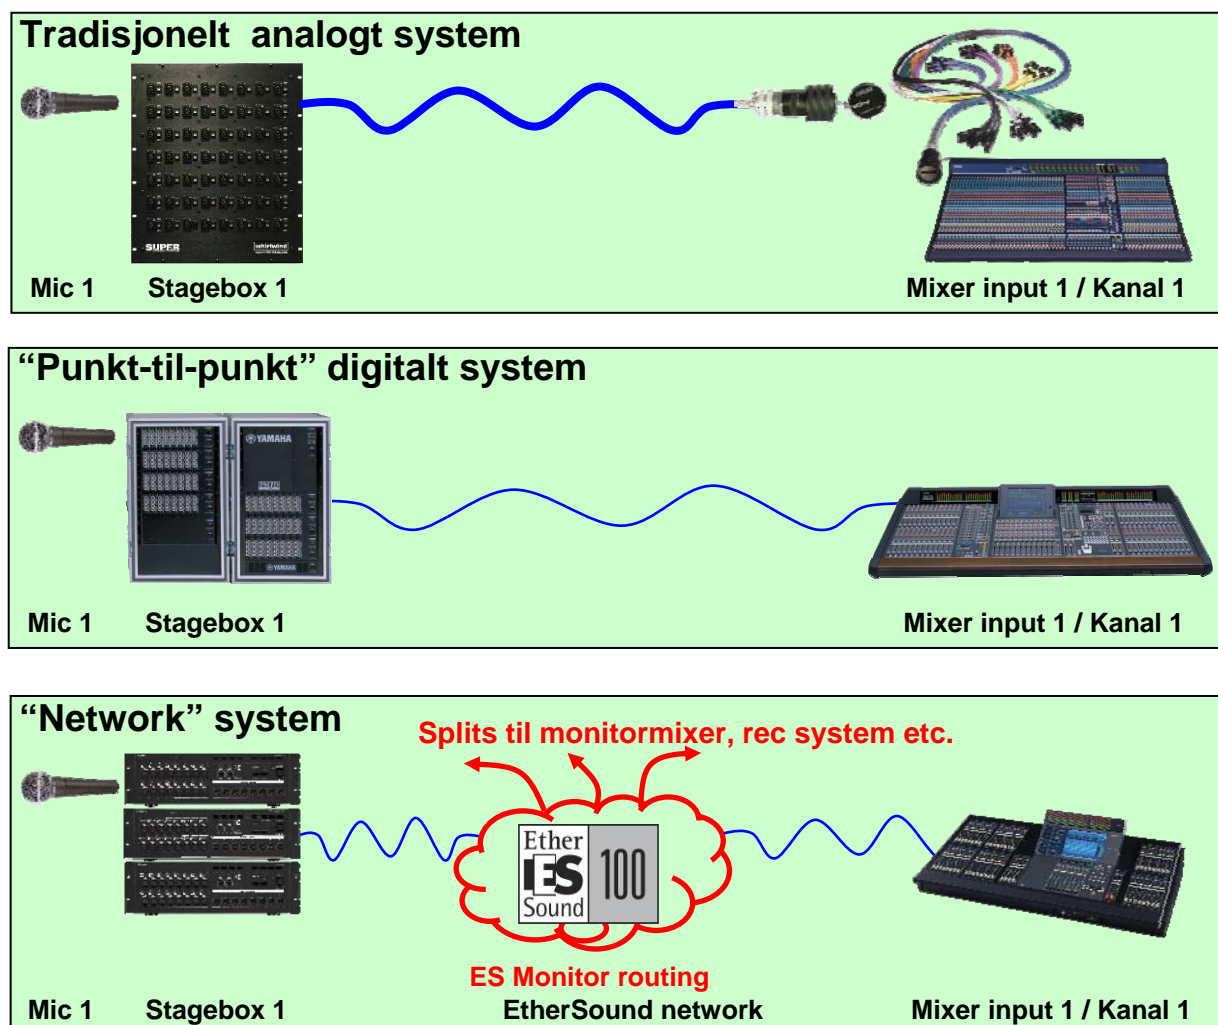 Tradisjonelt analogt system
SUPER
whirlwind
Mic 1 Stagebox 1 Mixer input 1 / Kanal 1
“Punkt-til-punkt” digitalt system
YAMAHA
YAMAHA
Mic 1 Stagebox 1 Mixer input 1 / Kanal 1
“Network” system
Splits til monitormixer, rec system etc.
Ether
ES 100
Sound
ES Monitor routing
Mic 1 Stagebox 1 EtherSound network Mixer input 1 / Kanal 1